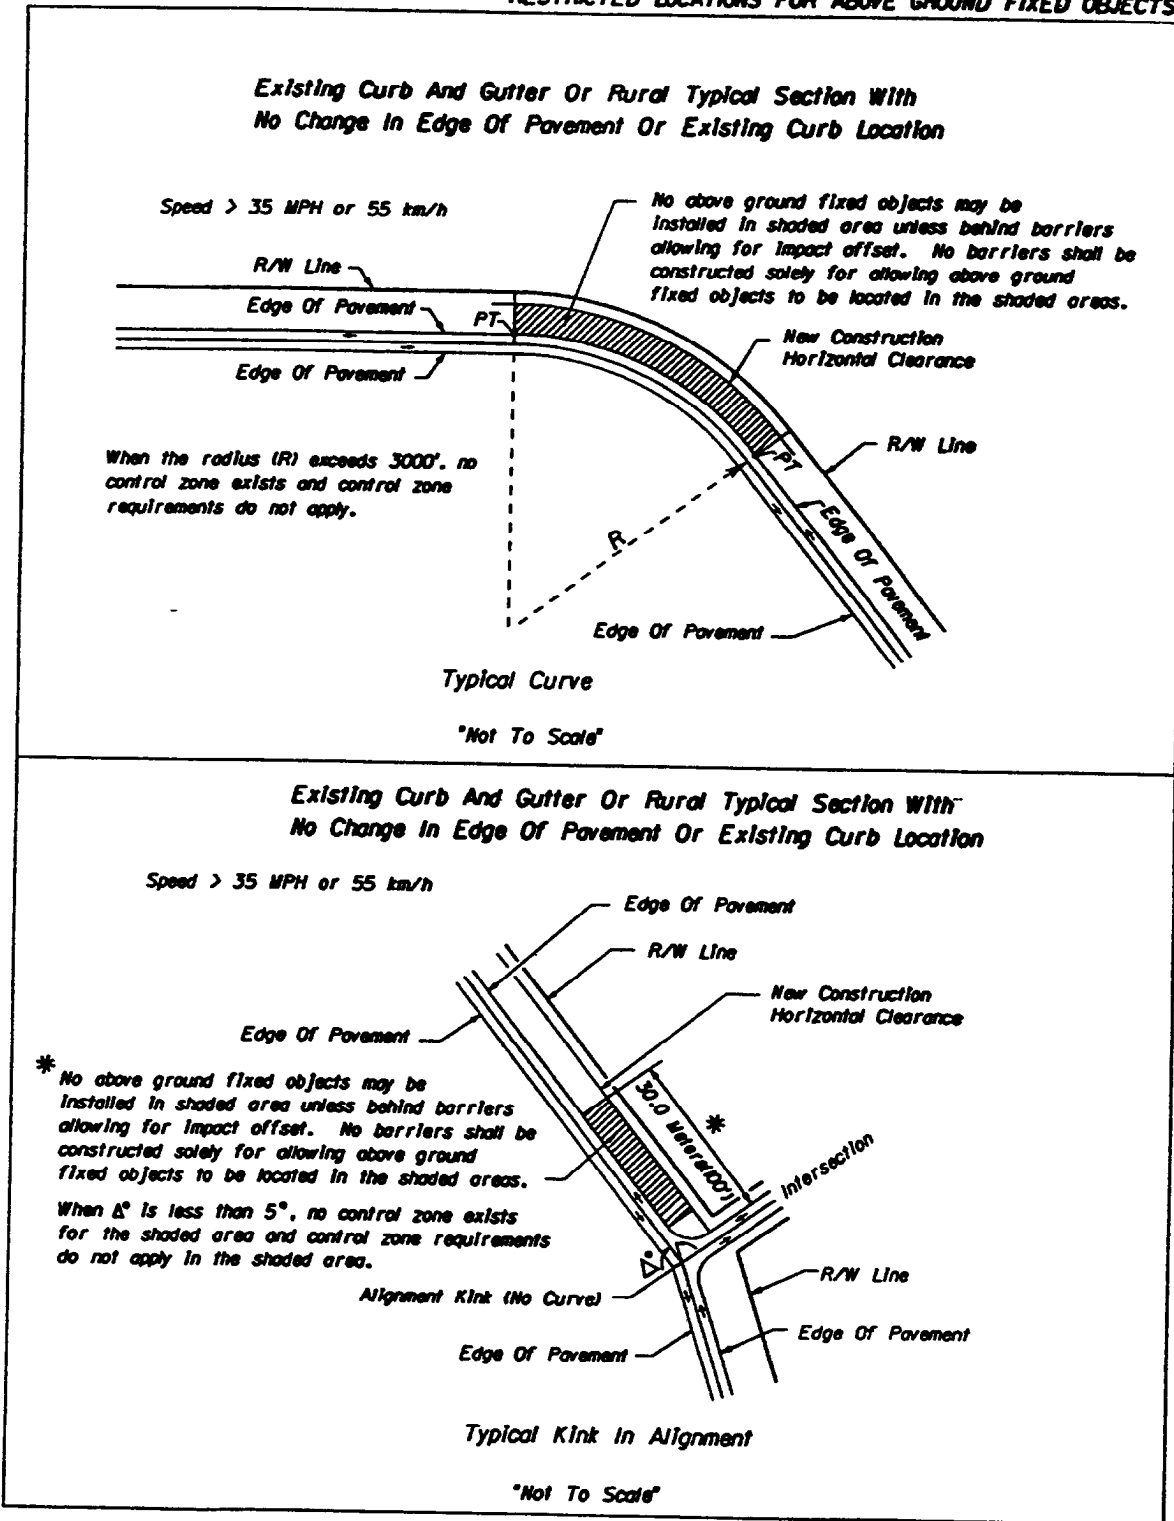 RESTRICTED LOCATIONS FOR ABOVE GROUND FIXED OBJECTS
Existing Curb And Gutter Or Rural Typical Section With
No Change In Edge Of Pavement Or Existing Curb Location
Speed > 35 MPH or 55 km/h
No above ground fixed objects may be
installed in shaded area unless behind barriers
allowing for impact offset. No barriers shall be
constructed solely for allowing above ground
fixed objects to be located in the shaded areas.
R/W Line
Edge Of Pavement
PT
New Construction
Horizontal Clearance
Edge Of Pavement
R/W Line
PT
When the radius (R) exceeds 3000', no
control zone exists and control zone
requirements do not apply.
R
Edge Of Pavement
Edge Of Pavement
Typical Curve
"Not To Scale"
Existing Curb And Gutter Or Rural Typical Section With
No Change In Edge Of Pavement Or Existing Curb Location
Speed > 35 MPH or 55 km/h
Edge Of Pavement
R/W Line
New Construction
Horizontal Clearance
Edge Of Pavement
* No above ground fixed objects may be
installed in shaded area unless behind barriers
allowing for impact offset. No barriers shall be
constructed solely for allowing above ground
fixed objects to be located in the shaded areas.
30.0 Meters(100')
*
Intersection
When Δ° is less than 5°, no control zone exists
for the shaded area and control zone requirements
do not apply in the shaded area.
Δ°
R/W Line
Alignment Kink (No Curve)
Edge Of Pavement
Edge Of Pavement
Typical Kink In Alignment
"Not To Scale"